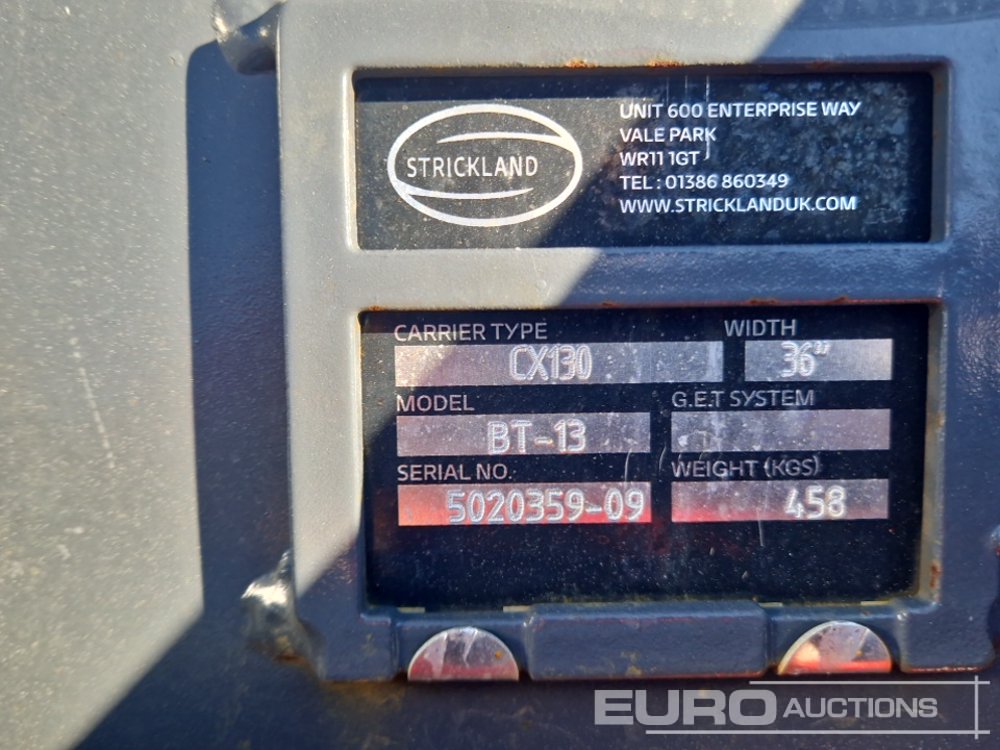 STRICKLAND
UNIT 600 ENTERPRISE WAY
VALE PARK
WR11 1GT
TEL : 01386 860349
WWW.STRICKLANDUK.COM
CARRIER TYPE WIDTH
CX130 36"
MODEL G.E.T SYSTEM
BT-13
SERIAL NO. WEIGHT (KGS)
5020359-09 458
EURO AUCTIONS